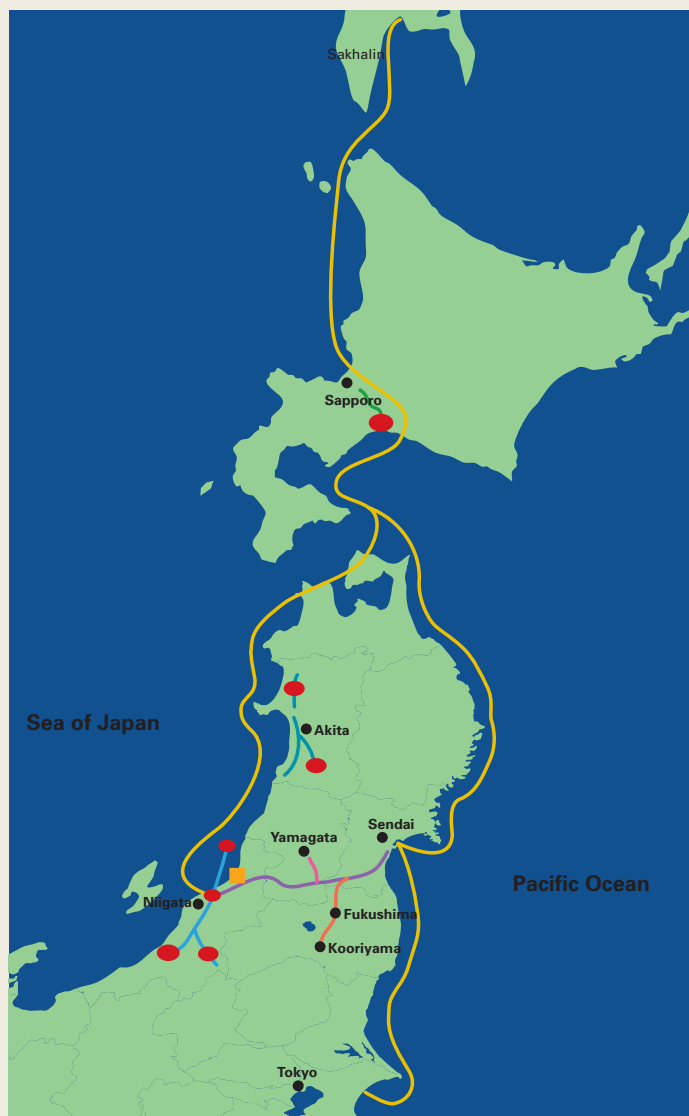 Sakhalin
Sapporo
Sea of Japan
Akita
Sendai
Yamagata
Pacific Ocean
Niigata
Fukushima
Kooriyama
Tokyo